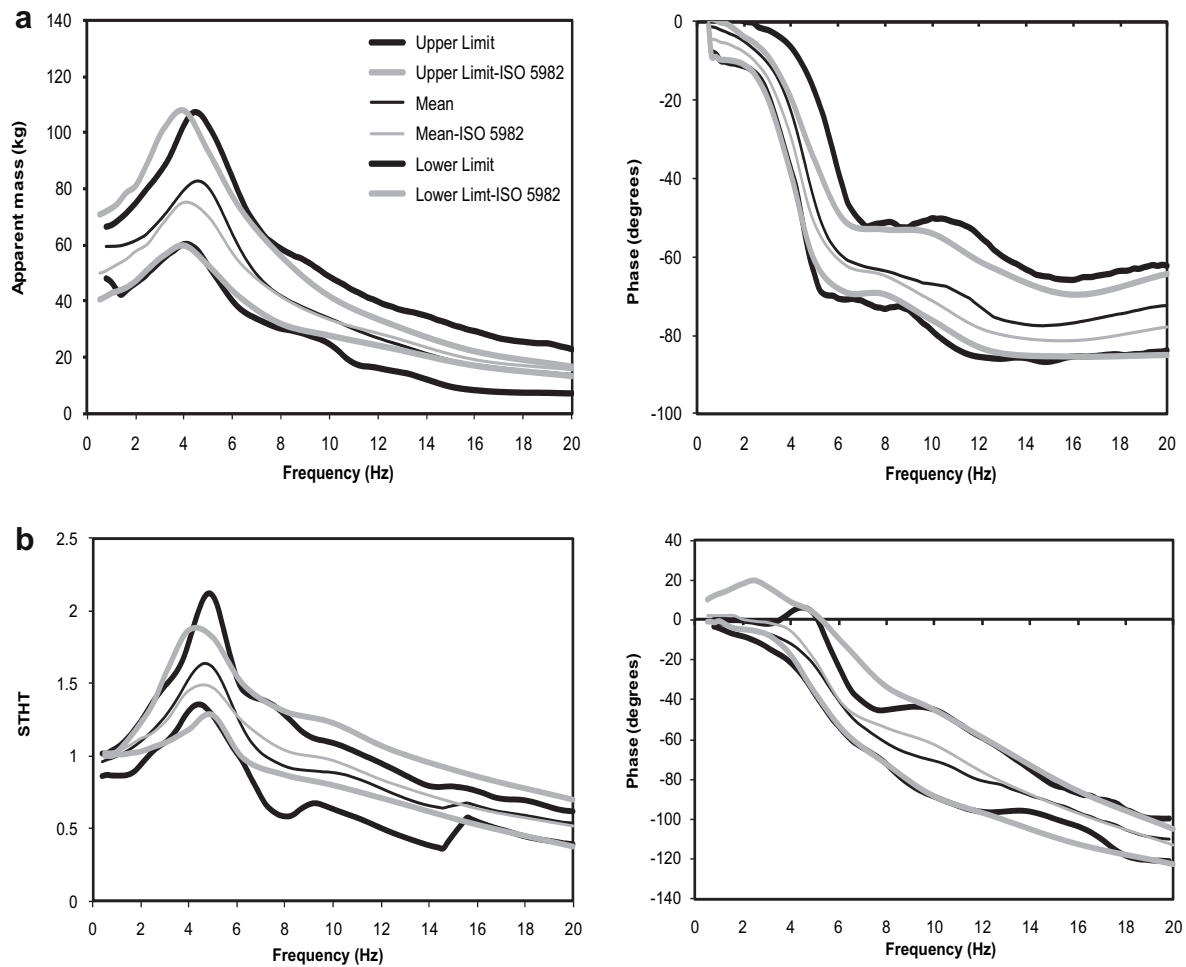 a
140
120
100
80
60
40
20
0
Apparent mass (kg)
0 2 4 6 8 10 12 14 16 18 20
Frequency (Hz)
Upper Limit
Upper Limit-ISO 5982
Mean
Mean-ISO 5982
Lower Limit
Lower Limt-ISO 5982
0
-20
-40
-60
-80
-100
Phase (degrees)
0 2 4 6 8 10 12 14 16 18 20
Frequency (Hz)
b
2.5
2
1.5
1
0.5
0
STHT
0 2 4 6 8 10 12 14 16 18 20
Frequency (Hz)
40
20
0
-20
-40
-60
-80
-100
-120
-140
Phase (degrees)
0 2 4 6 8 10 12 14 16 18 20
Frequency (Hz)